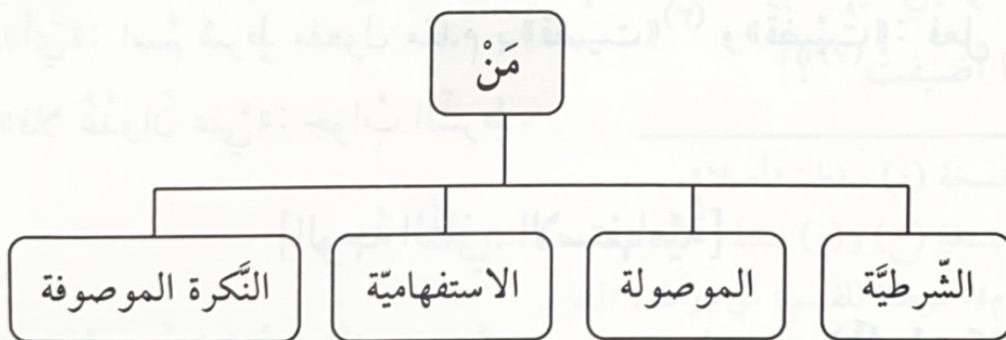 مَنْ
الشّرطيَّة
الموصولة
الاستفهاميّة
النَّكرة الموصوفة